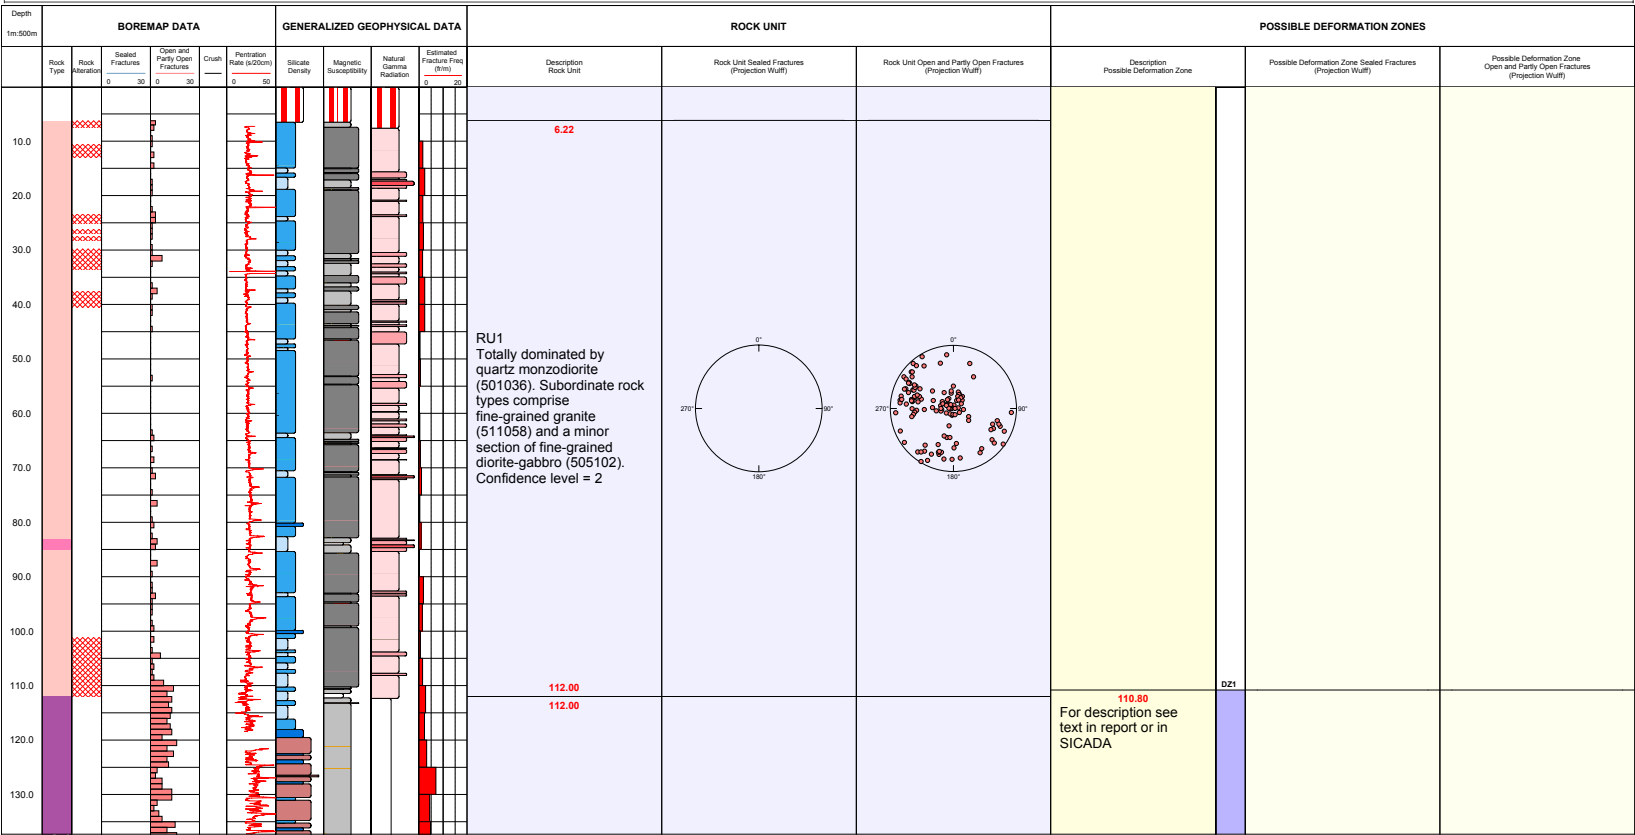 Depth
1m:500m
BOREMAP DATA
GENERALIZED GEOPHYSICAL DATA
ROCK UNIT
POSSIBLE DEFORMATION ZONES
Rock
Type
Rock
Alteration
Sealed
Fractures
0 30
Open and
Partly Open
Fractures
0 30
Crush
Pentration
Rate (s/20cm)
0 50
Silicate
Density
Magnetic
Susceptibility
Natural
Gamma
Radiation
Estimated
Fracture Freq
(fr/m)
0 20
Description
Rock Unit
Rock Unit Sealed Fractures
(Projection Wulff)
Rock Unit Open and Partly Open Fractures
(Projection Wulff)
Description
Possible Deformation Zone
Possible Deformation Zone Sealed Fractures
(Projection Wulff)
Possible Deformation Zone
Open and Partly Open Fractures
(Projection Wulff)
10.0
20.0
30.0
40.0
50.0
60.0
70.0
80.0
90.0
100.0
110.0
120.0
130.0
6.22
RU1
Totally dominated by
quartz monzodiorite
(501036). Subordinate rock
types comprise
fine-grained granite
(511058) and a minor
section of fine-grained
diorite-gabbro (505102).
Confidence level = 2
112.00
112.00
0°
270°
90°
180°
0°
270°
90°
180°
DZ1
110.80
For description see
text in report or in
SICADA